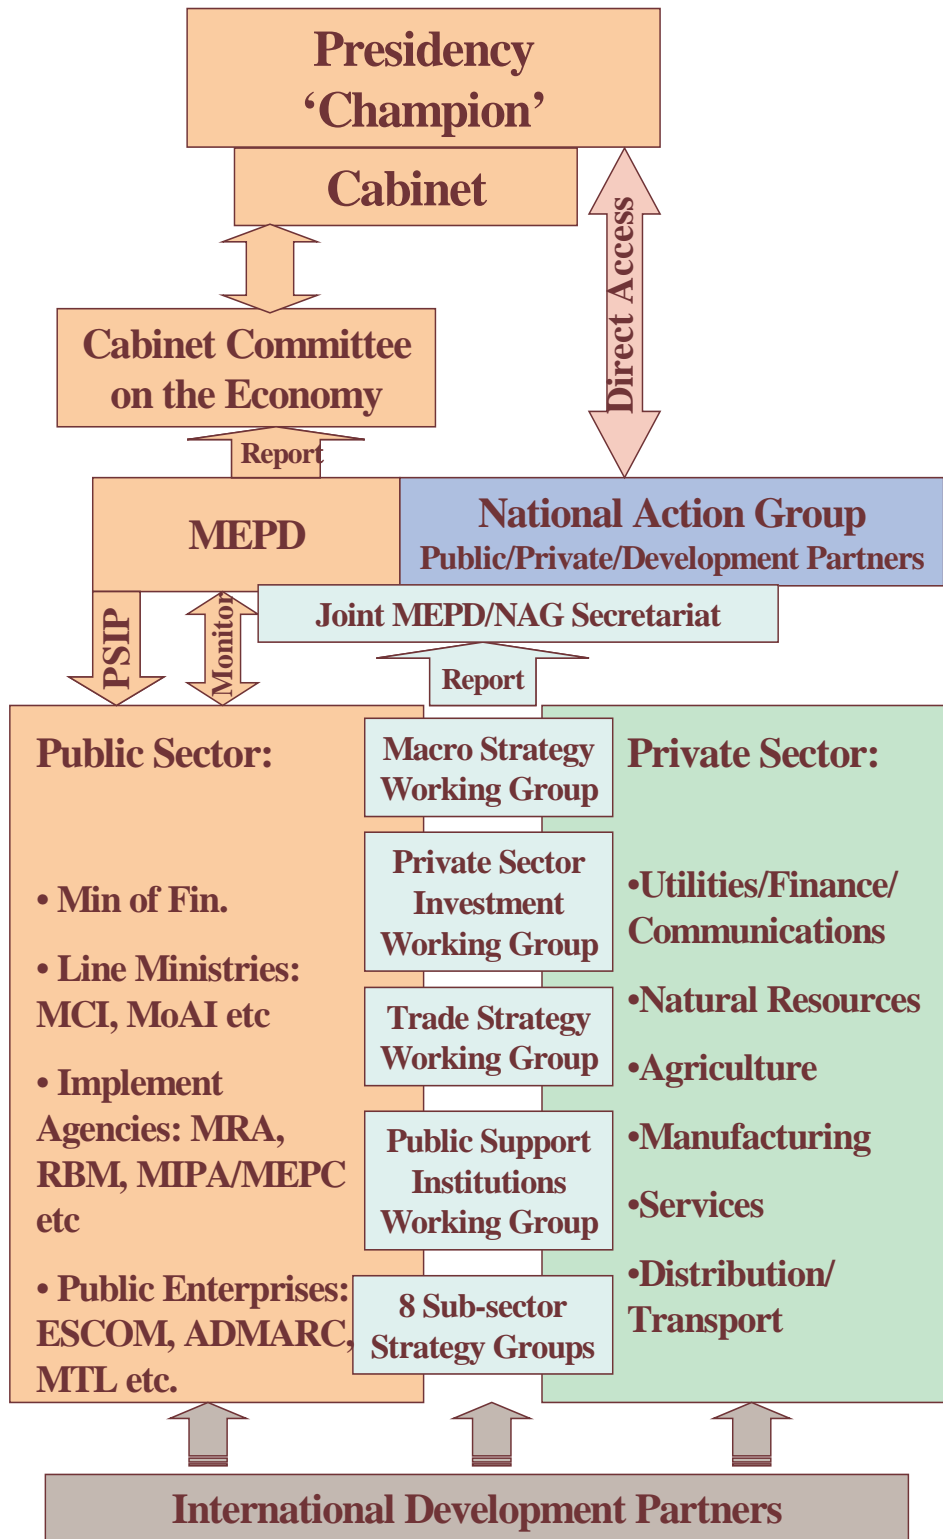 Presidency
‘Champion’
Cabinet
Direct Access
Cabinet Committee
on the Economy
Report
MEPD
National Action Group
Public/Private/Development Partners
Joint MEPD/NAG Secretariat
PSIP
Monitor
Report
Public Sector:
• Min of Fin.
• Line Ministries:
MCI, MoAI etc
• Implement
Agencies: MRA,
RBM, MIPA/MEPC
etc
• Public Enterprises:
ESCOM, ADMARC,
MTL etc.
Macro Strategy
Working Group
Private Sector
Investment
Working Group
Trade Strategy
Working Group
Public Support
Institutions
Working Group
8 Sub-sector
Strategy Groups
Private Sector:
•Utilities/Finance/
Communications
•Natural Resources
•Agriculture
•Manufacturing
•Services
•Distribution/
Transport
International Development Partners